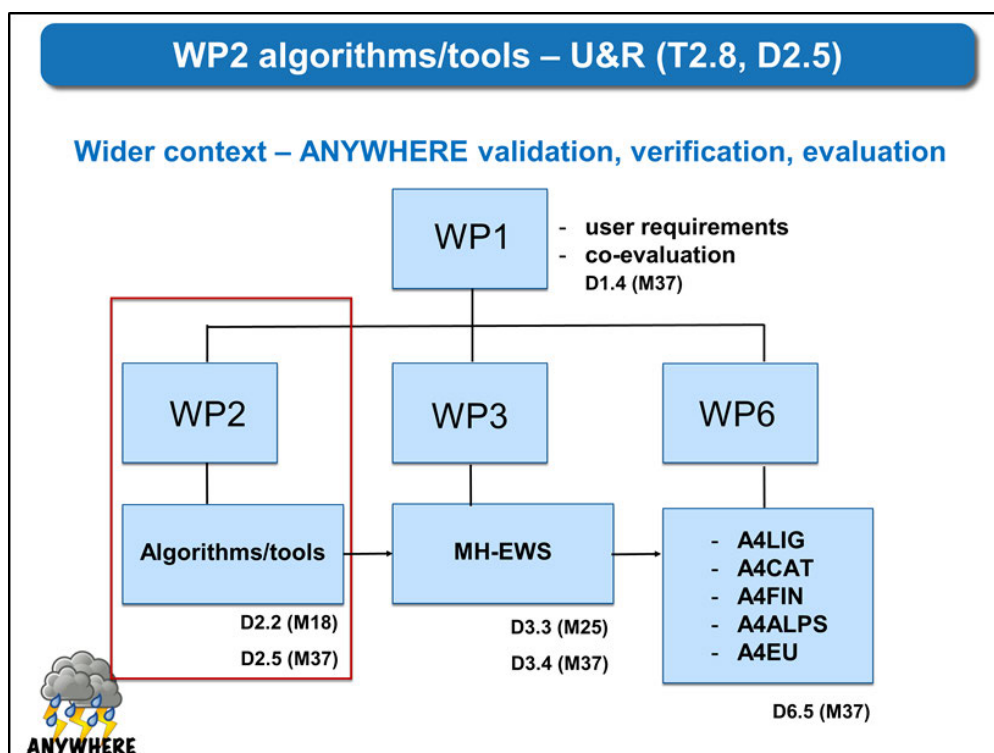 WP2 algorithms/tools – U&R (T2.8, D2.5)
Wider context – ANYWHERE validation, verification, evaluation
WP1
- user requirements
- co-evaluation
D1.4 (M37)
WP2
WP3
WP6
Algorithms/tools
MH-EWS
- A4LIG
- A4CAT
- A4FIN
- A4ALPS
- A4EU
D2.2 (M18)
D2.5 (M37)
D3.3 (M25)
D3.4 (M37)
D6.5 (M37)
ANYWHERE